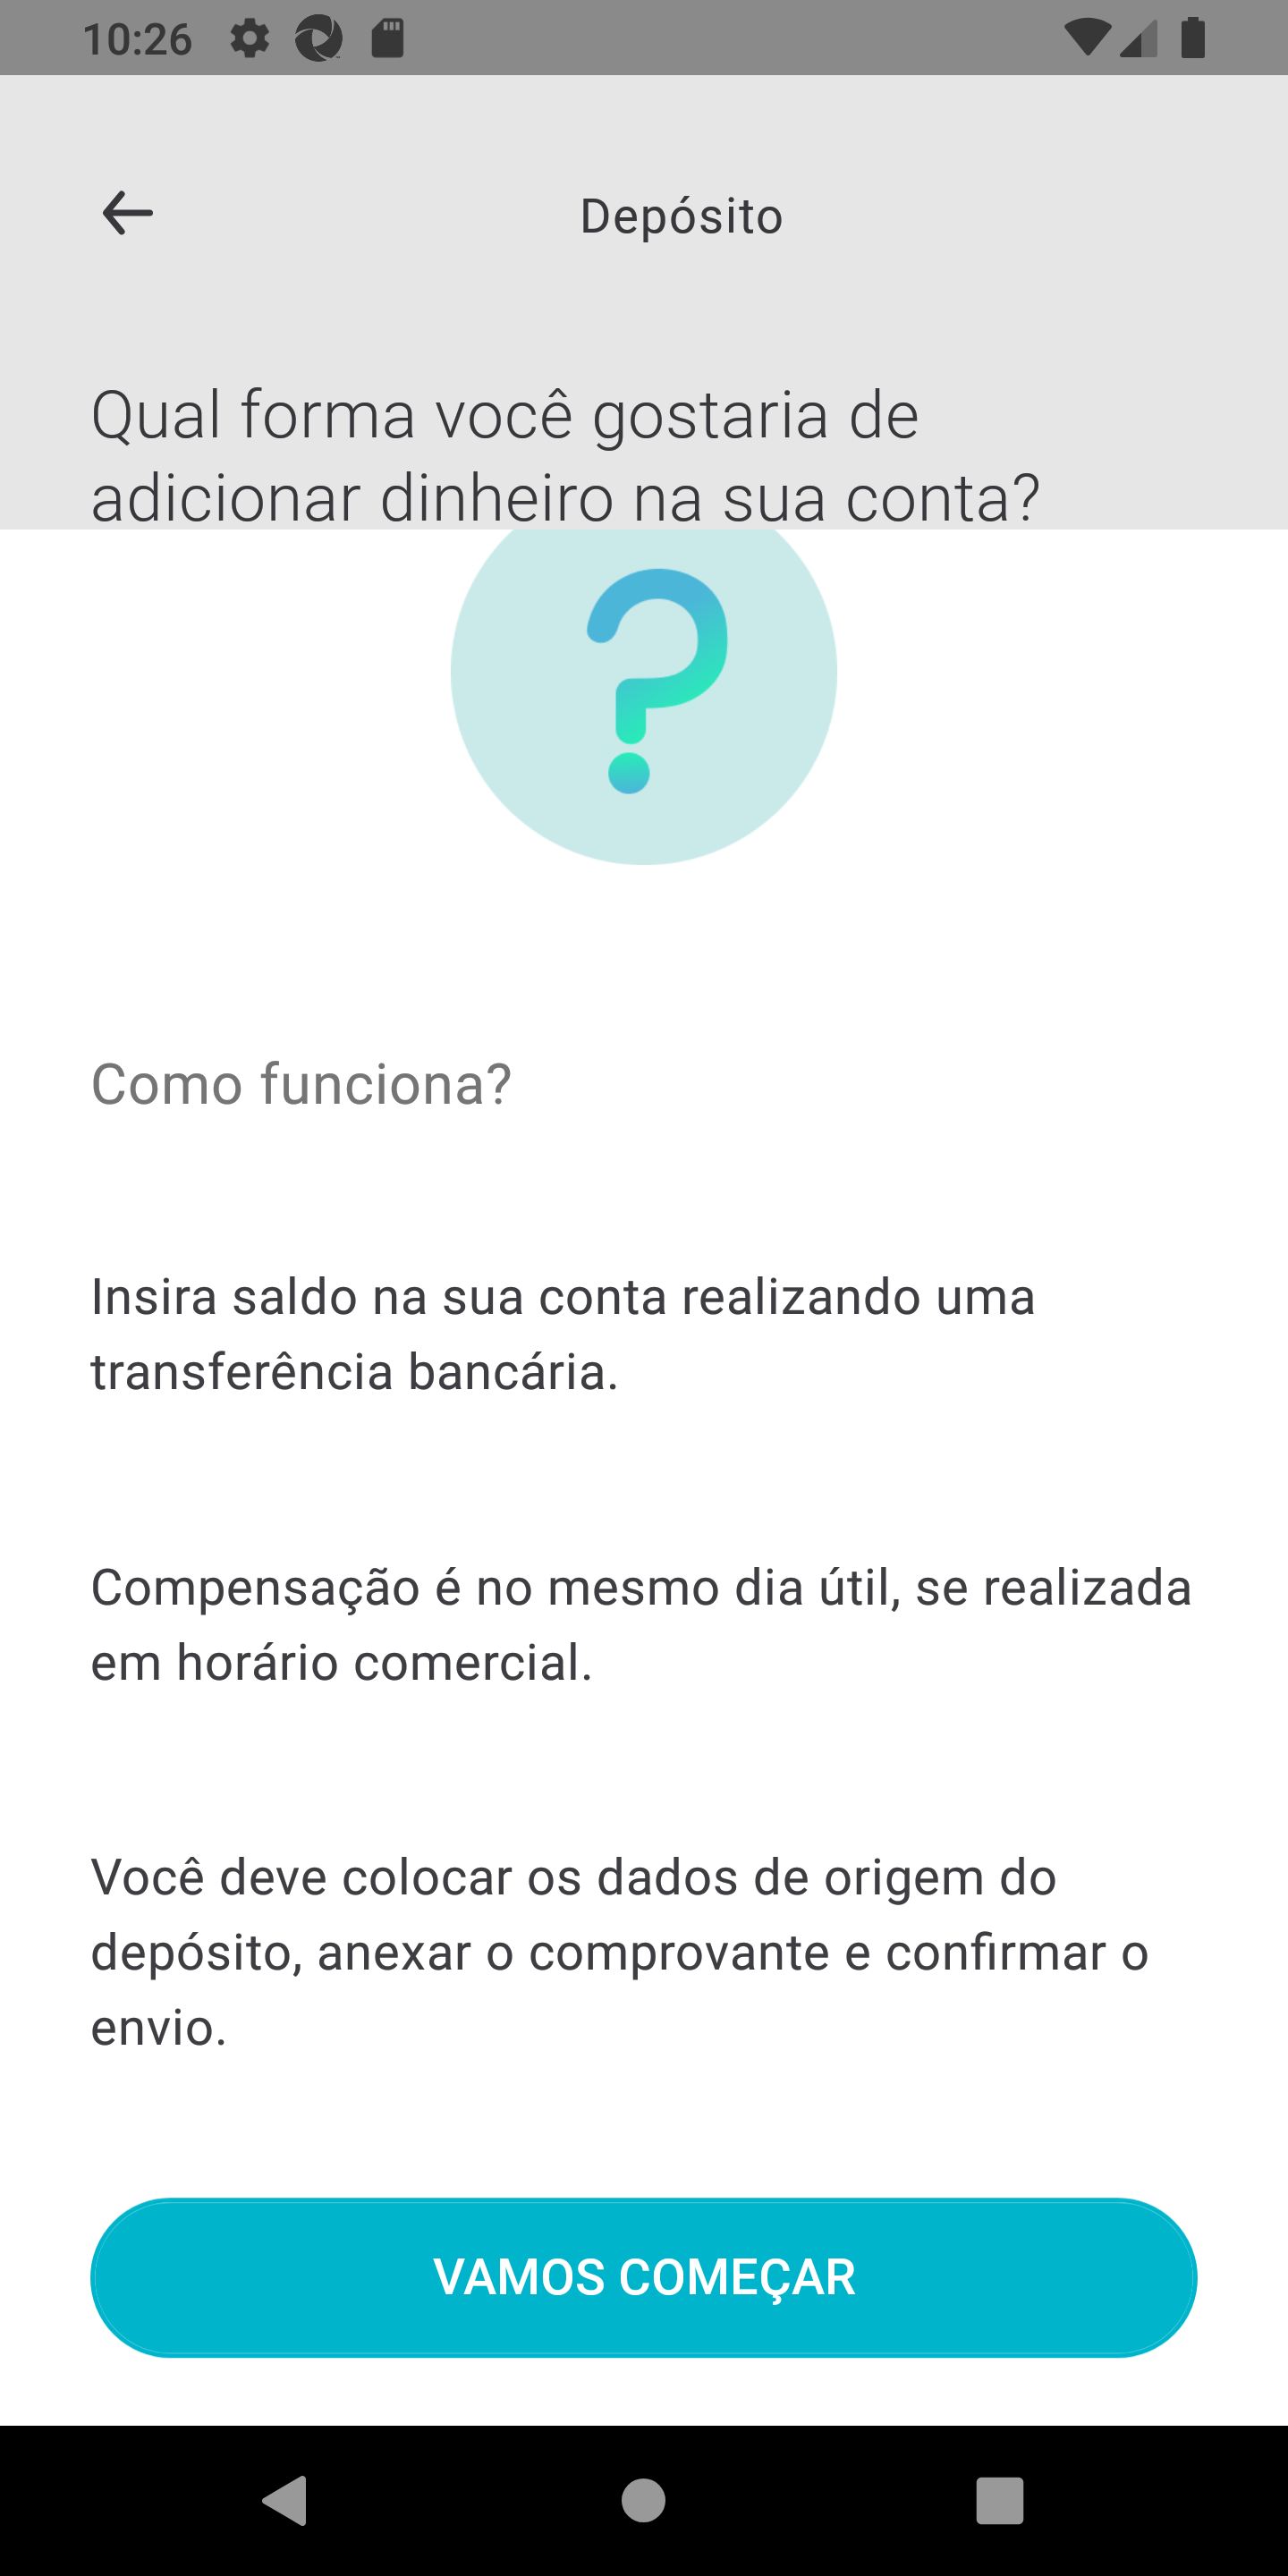 10:26
Depósito
Qual forma você gostaria de
adicionar dinheiro na sua conta?
Como funciona?
Insira saldo na sua conta realizando uma
transferência bancária.
Compensação é no mesmo dia útil, se realizada
em horário comercial.
Você deve colocar os dados de origem do
depósito, anexar o comprovante e confirmar o
envio.
VAMOS COMEÇAR